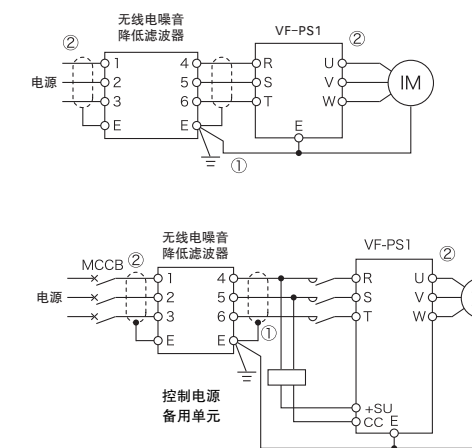 无线电噪音
降低滤波器
VF-PS1
②
②
1 4 R U
电源 2 5 S V IM
3 6 T W
E E E
①
无线电噪音
降低滤波器
VF-PS1
MCCB ②
②
1 4 R U
电源 2 5 S V
3 6 T W
E E ①
控制电源
备用单元
+SU
CC E